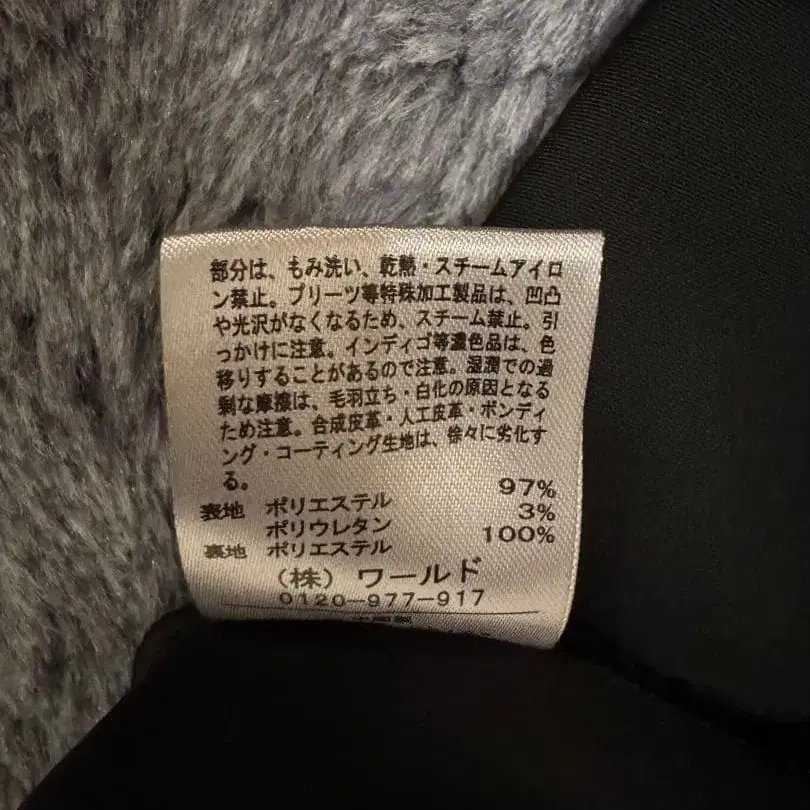 部分は、もみ洗い、乾熱・スチームアイロ
ン禁止。プリーツ等特殊加工製品は、凹凸
や光沢がなくなるため、スチーム禁止。引
っかけに注意。インディゴ等濃色品は、色
移りすることがあるので注意。湿潤での過
剰な摩擦は、毛羽立ち・白化の原因となる
ため注意。合成皮革・人工皮革・ボンディ
ング・コーティング生地は、徐々に劣化す
る。
表地 ポリエステル 97%
ポリウレタン 3%
裏地 ポリエステル 100%
(株) ワールド
0120-977-917